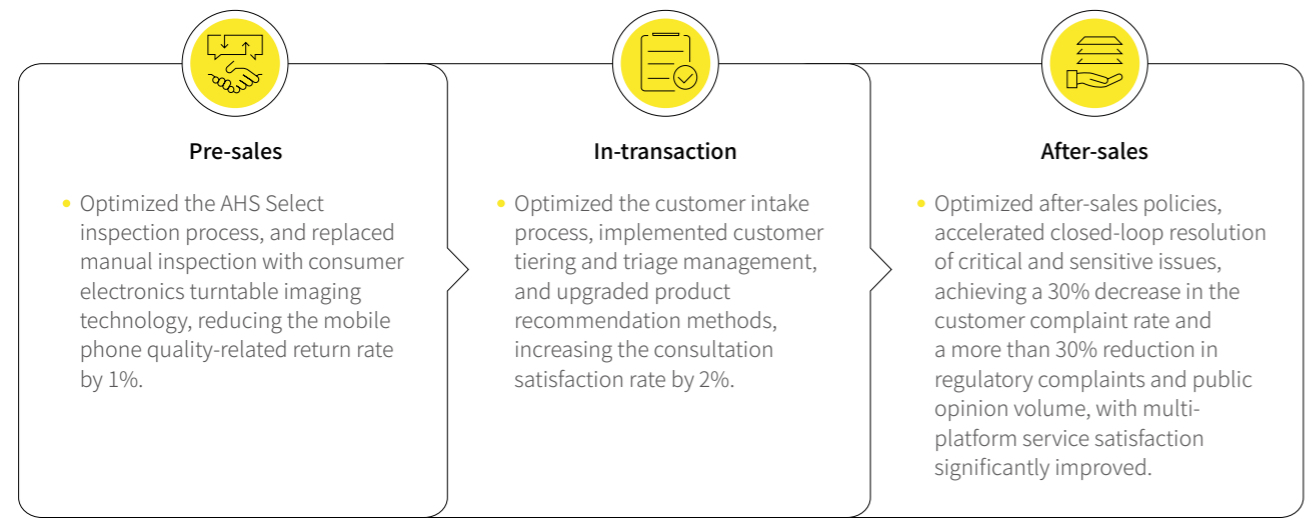 Pre-sales
• Optimized the AHS Select
inspection process, and replaced
manual inspection with consumer
electronics turntable imaging
technology, reducing the mobile
phone quality-related return rate
by 1%.
In-transaction
• Optimized the customer intake
process, implemented customer
tiering and triage management,
and upgraded product
recommendation methods,
increasing the consultation
satisfaction rate by 2%.
After-sales
• Optimized after-sales policies,
accelerated closed-loop resolution
of critical and sensitive issues,
achieving a 30% decrease in the
customer complaint rate and
a more than 30% reduction in
regulatory complaints and public
opinion volume, with multi-
platform service satisfaction
significantly improved.